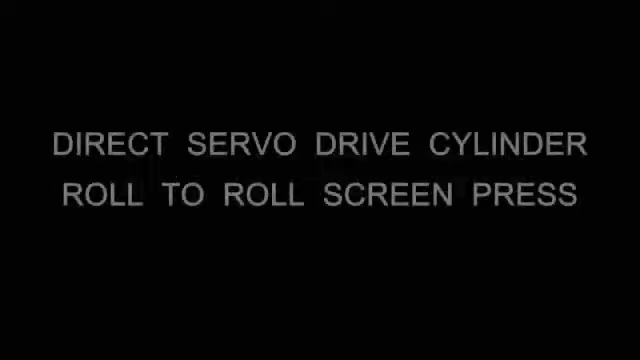 DIRECT SERVO DRIVE CYLINDER
ROLL TO ROLL SCREEN PRESS